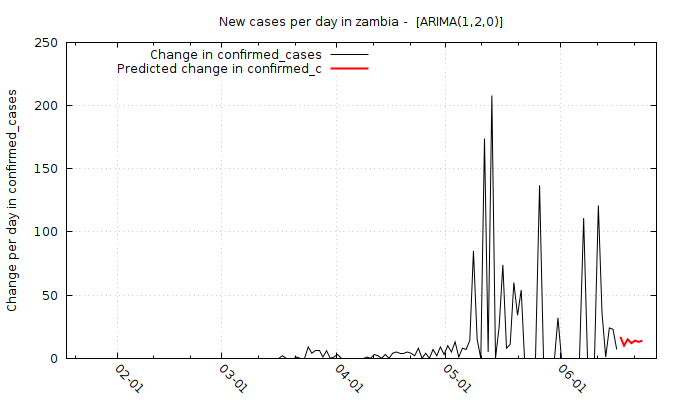 New cases per day in zambia -  [ARIMA(1,2,0)]
Change in confirmed_cases
Predicted change in confirmed_c
Change per day in confirmed_cases
250
200
150
100
50
0
02-01
03-01
04-01
05-01
06-01